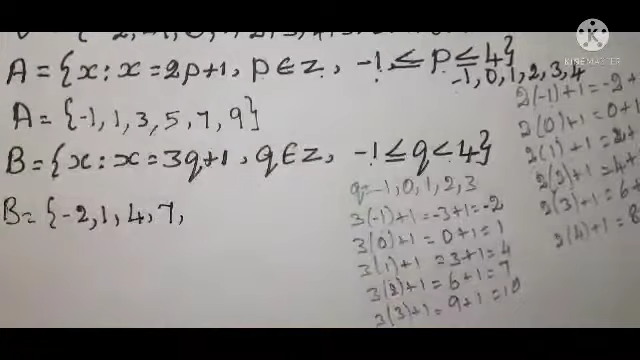 A = {x : x = 2p+1, p ∈ z, -1 ≤ p ≤ 4}
-1, 0, 1, 2, 3, 4
A = {-1, 1, 3, 5, 7, 9}
B = {x : x = 3q+1, q ∈ z, -1 ≤ q < 4}
B = {-2, 1, 4, 7,
q = -1, 0, 1, 2, 3
3(-1)+1 = -3+1 = -2
3(0)+1 = 0+1 = 1
3(1)+1 = 3+1 = 4
3(2)+1 = 6+1 = 7
3(3)+1 = 9+1 = 10
2(-1)+1 = -2+
2(0)+1 = 0+1
2(1)+1 = 2+
2(2)+1 = 4+
2(3)+1 = 6+
2(4)+1 = 8
KINEMASTER